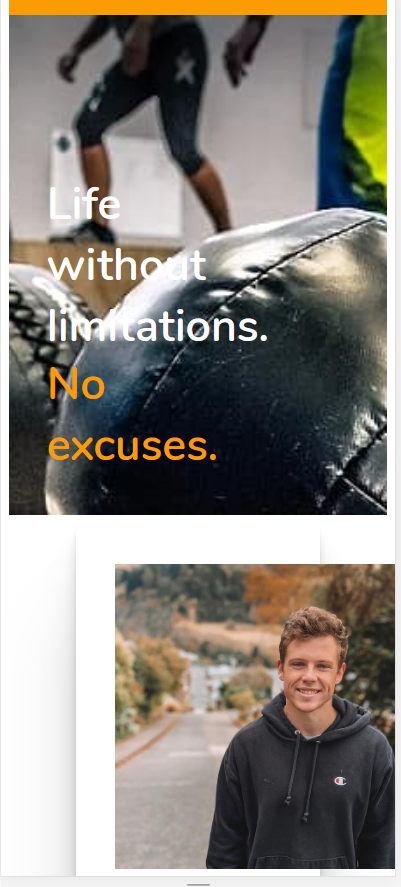 Life
without
limitations.
No
excuses.